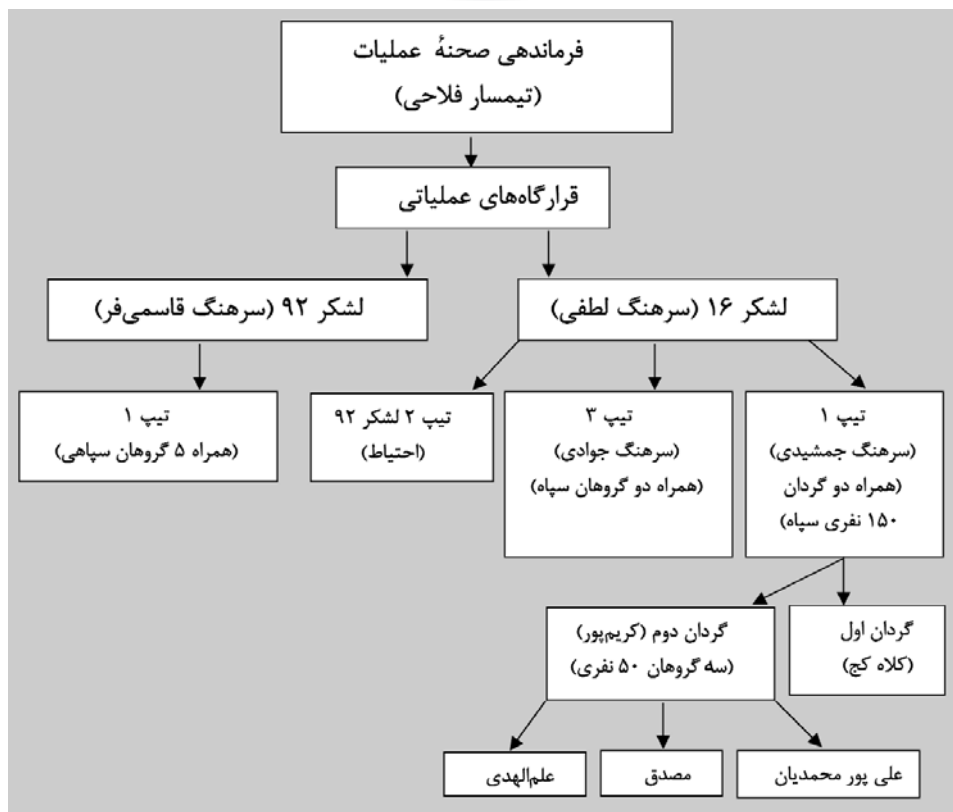 فرماندهی صحنهٔ عملیات
(تیمسار فلاحی)
قرارگاه‌های عملیاتی
لشکر ۱۶ (سرهنگ لطفی)
لشکر ۹۲ (سرهنگ قاسمی‌فر)
تیپ ۱
(سرهنگ جمشیدی)
(همراه دو گردان
۱۵۰ نفری سپاه)
تیپ ۳
(سرهنگ جوادی)
(همراه دو گروهان سپاه)
تیپ ۲ لشکر ۹۲
(احتیاط)
تیپ ۱
(همراه ۵ گروهان سپاهی)
گردان اول
(کلاه کج)
گردان دوم (کریم‌پور)
(سه گروهان ۵۰ نفری)
علی پور محمدیان
مصدق
علم‌الهدی